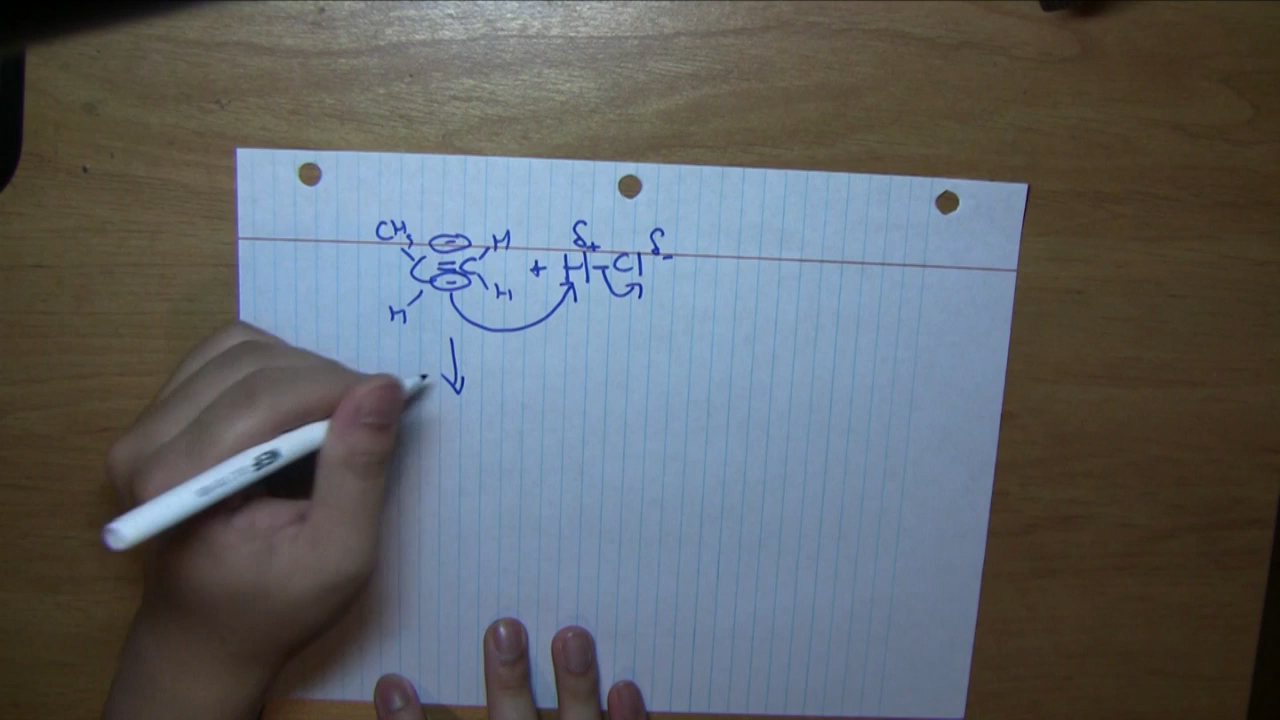 CH3 H δ+ δ-
C=C + H-Cl
H H